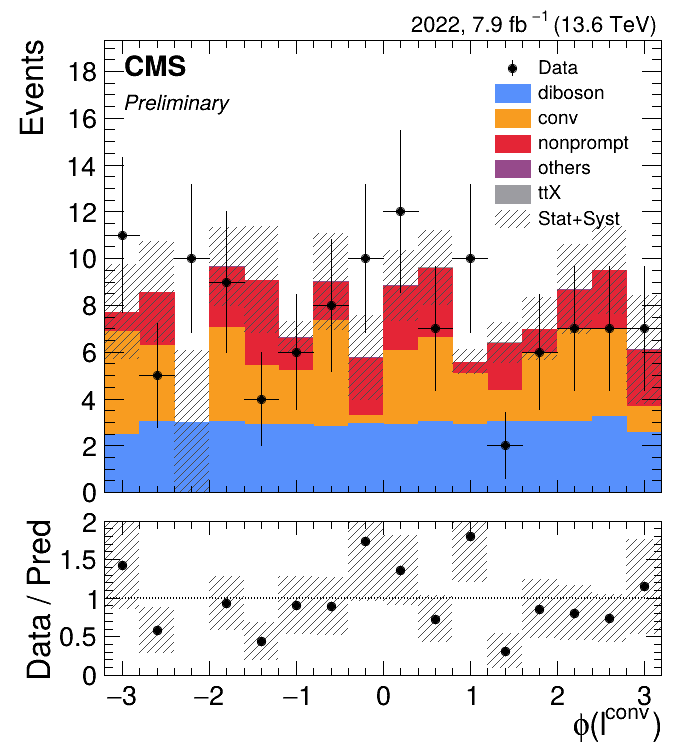 2022, 7.9 fb⁻¹ (13.6 TeV)
Events
18
16
14
12
10
8
6
4
2
0
CMS
Preliminary
Data
diboson
conv
nonprompt
others
ttX
Stat+Syst
Data / Pred
2
1.5
1
0.5
0
−3 −2 −1 0 1 2 3
ϕ(l^conv)